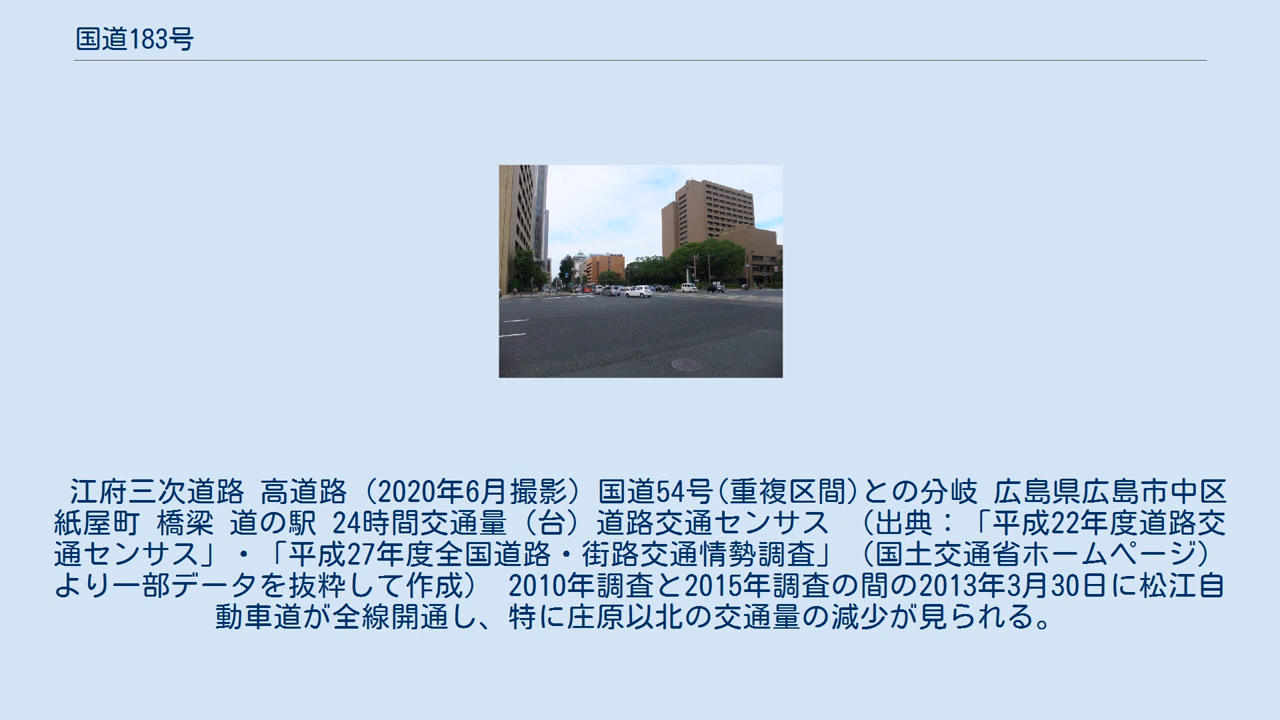 国道183号
江府三次道路 高道路（2020年6月撮影）国道54号(重複区間)との分岐 広島県広島市中区
紙屋町 橋梁 道の駅 24時間交通量（台）道路交通センサス （出典：「平成22年度道路交
通センサス」・「平成27年度全国道路・街路交通情勢調査」（国土交通省ホームページ）
より一部データを抜粋して作成） 2010年調査と2015年調査の間の2013年3月30日に松江自
動車道が全線開通し、特に庄原以北の交通量の減少が見られる。